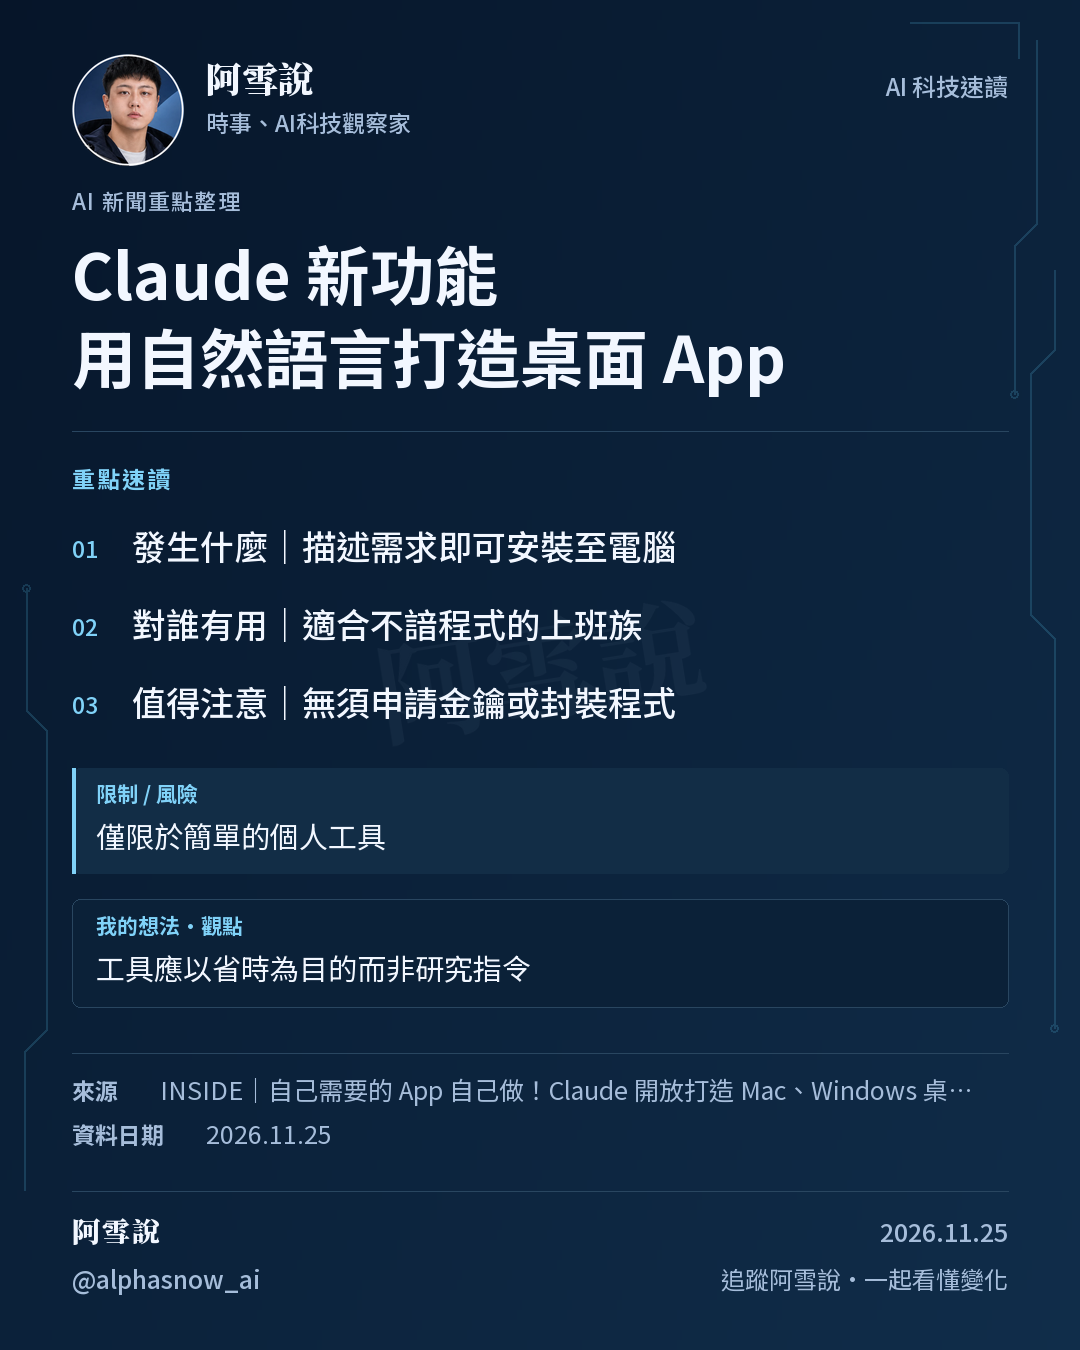 阿雪說
時事、AI科技觀察家
AI 科技速讀
AI 新聞重點整理
Claude 新功能
用自然語言打造桌面 App
重點速讀
01 發生什麼｜描述需求即可安裝至電腦
02 對誰有用｜適合不諳程式的上班族
03 值得注意｜無須申請金鑰或封裝程式
阿雪說
限制 / 風險
僅限於簡單的個人工具
我的想法・觀點
工具應以省時為目的而非研究指令
來源 INSIDE｜自己需要的 App 自己做！Claude 開放打造 Mac、Windows 桌…
資料日期 2026.11.25
阿雪說
2026.11.25
@alphasnow_ai
追蹤阿雪說・一起看懂變化